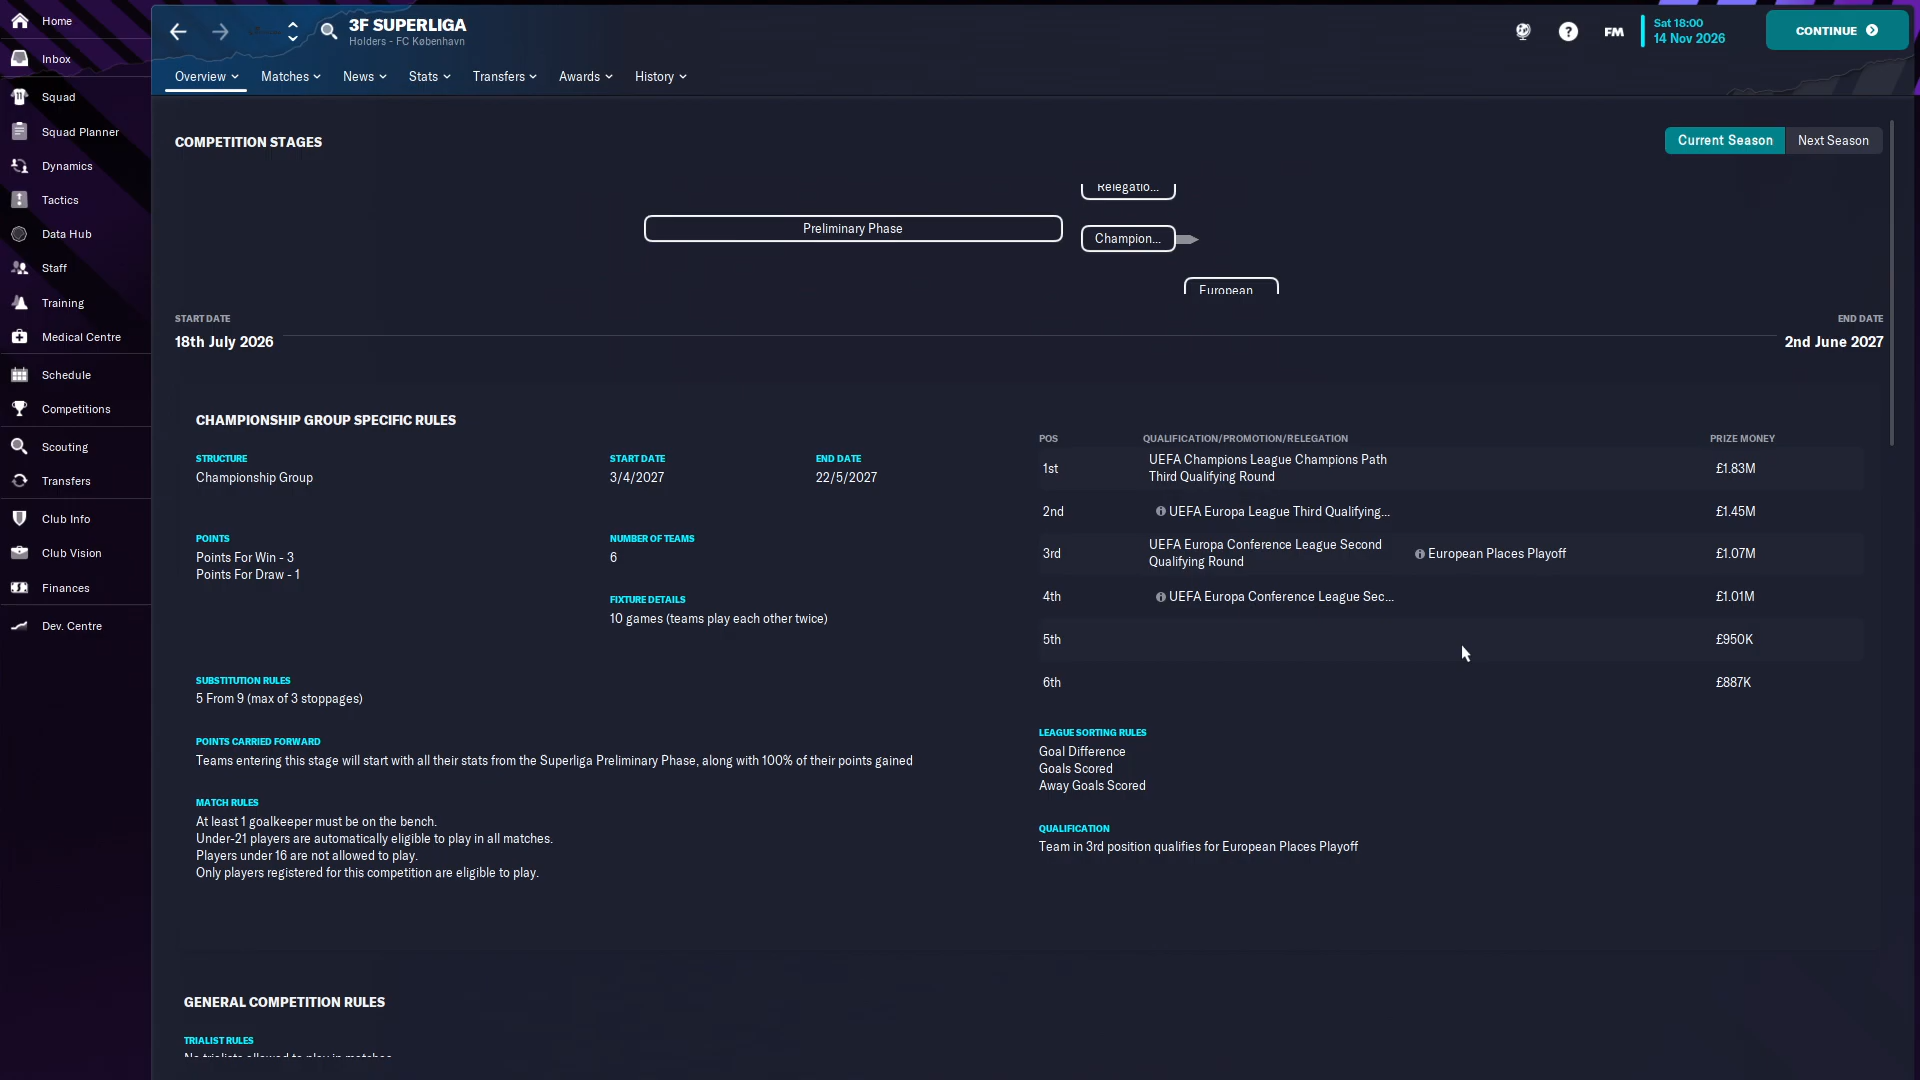 Home
Inbox
Squad
Squad Planner
Dynamics
Tactics
Data Hub
Staff
Training
Medical Centre
Schedule
Competitions
Scouting
Transfers
Club Info
Club Vision
Finances
Dev. Centre
3F SUPERLIGA
Holders - FC København
FM
Sat 18:00
14 Nov 2026
CONTINUE
Overview
Matches
News
Stats
Transfers
Awards
History
COMPETITION STAGES
Current Season
Next Season
Relegatio...
Preliminary Phase
Champion...
European
START DATE
18th July 2026
END DATE
2nd June 2027
CHAMPIONSHIP GROUP SPECIFIC RULES
STRUCTURE
Championship Group
START DATE
3/4/2027
END DATE
22/5/2027
POINTS
Points For Win - 3
Points For Draw - 1
NUMBER OF TEAMS
6
FIXTURE DETAILS
10 games (teams play each other twice)
SUBSTITUTION RULES
5 From 9 (max of 3 stoppages)
POINTS CARRIED FORWARD
Teams entering this stage will start with all their stats from the Superliga Preliminary Phase, along with 100% of their points gained
MATCH RULES
At least 1 goalkeeper must be on the bench.
Under-21 players are automatically eligible to play in all matches.
Players under 16 are not allowed to play.
Only players registered for this competition are eligible to play.
POS QUALIFICATION/PROMOTION/RELEGATION PRIZE MONEY
1st UEFA Champions League Champions Path Third Qualifying Round £1.83M
2nd UEFA Europa League Third Qualifying... £1.45M
3rd UEFA Europa Conference League Second Qualifying Round European Places Playoff £1.07M
4th UEFA Europa Conference League Sec... £1.01M
5th £950K
6th £887K
LEAGUE SORTING RULES
Goal Difference
Goals Scored
Away Goals Scored
QUALIFICATION
Team in 3rd position qualifies for European Places Playoff
GENERAL COMPETITION RULES
TRIALIST RULES
No trialists allowed to play in matches